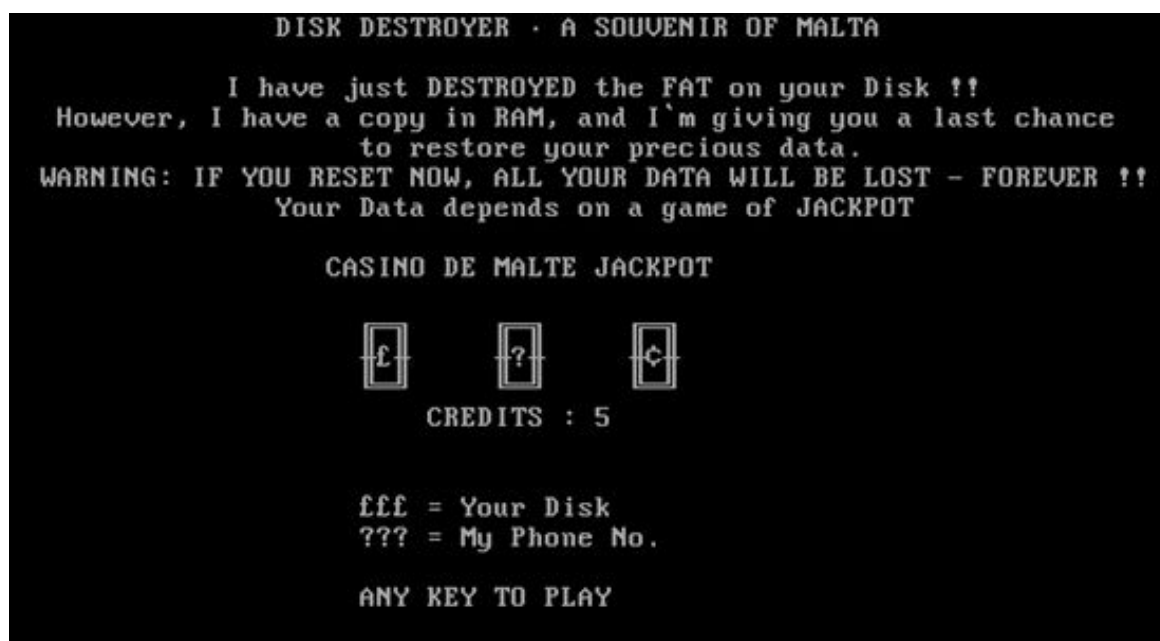 DISK DESTROYER · A SOUVENIR OF MALTA
I have just DESTROYED the FAT on your Disk !!
However, I have a copy in RAM, and I`m giving you a last chance
to restore your precious data.
WARNING: IF YOU RESET NOW, ALL YOUR DATA WILL BE LOST - FOREVER !!
Your Data depends on a game of JACKPOT
CASINO DE MALTE JACKPOT
£ ? ¢
CREDITS : 5
£££ = Your Disk
??? = My Phone No.
ANY KEY TO PLAY